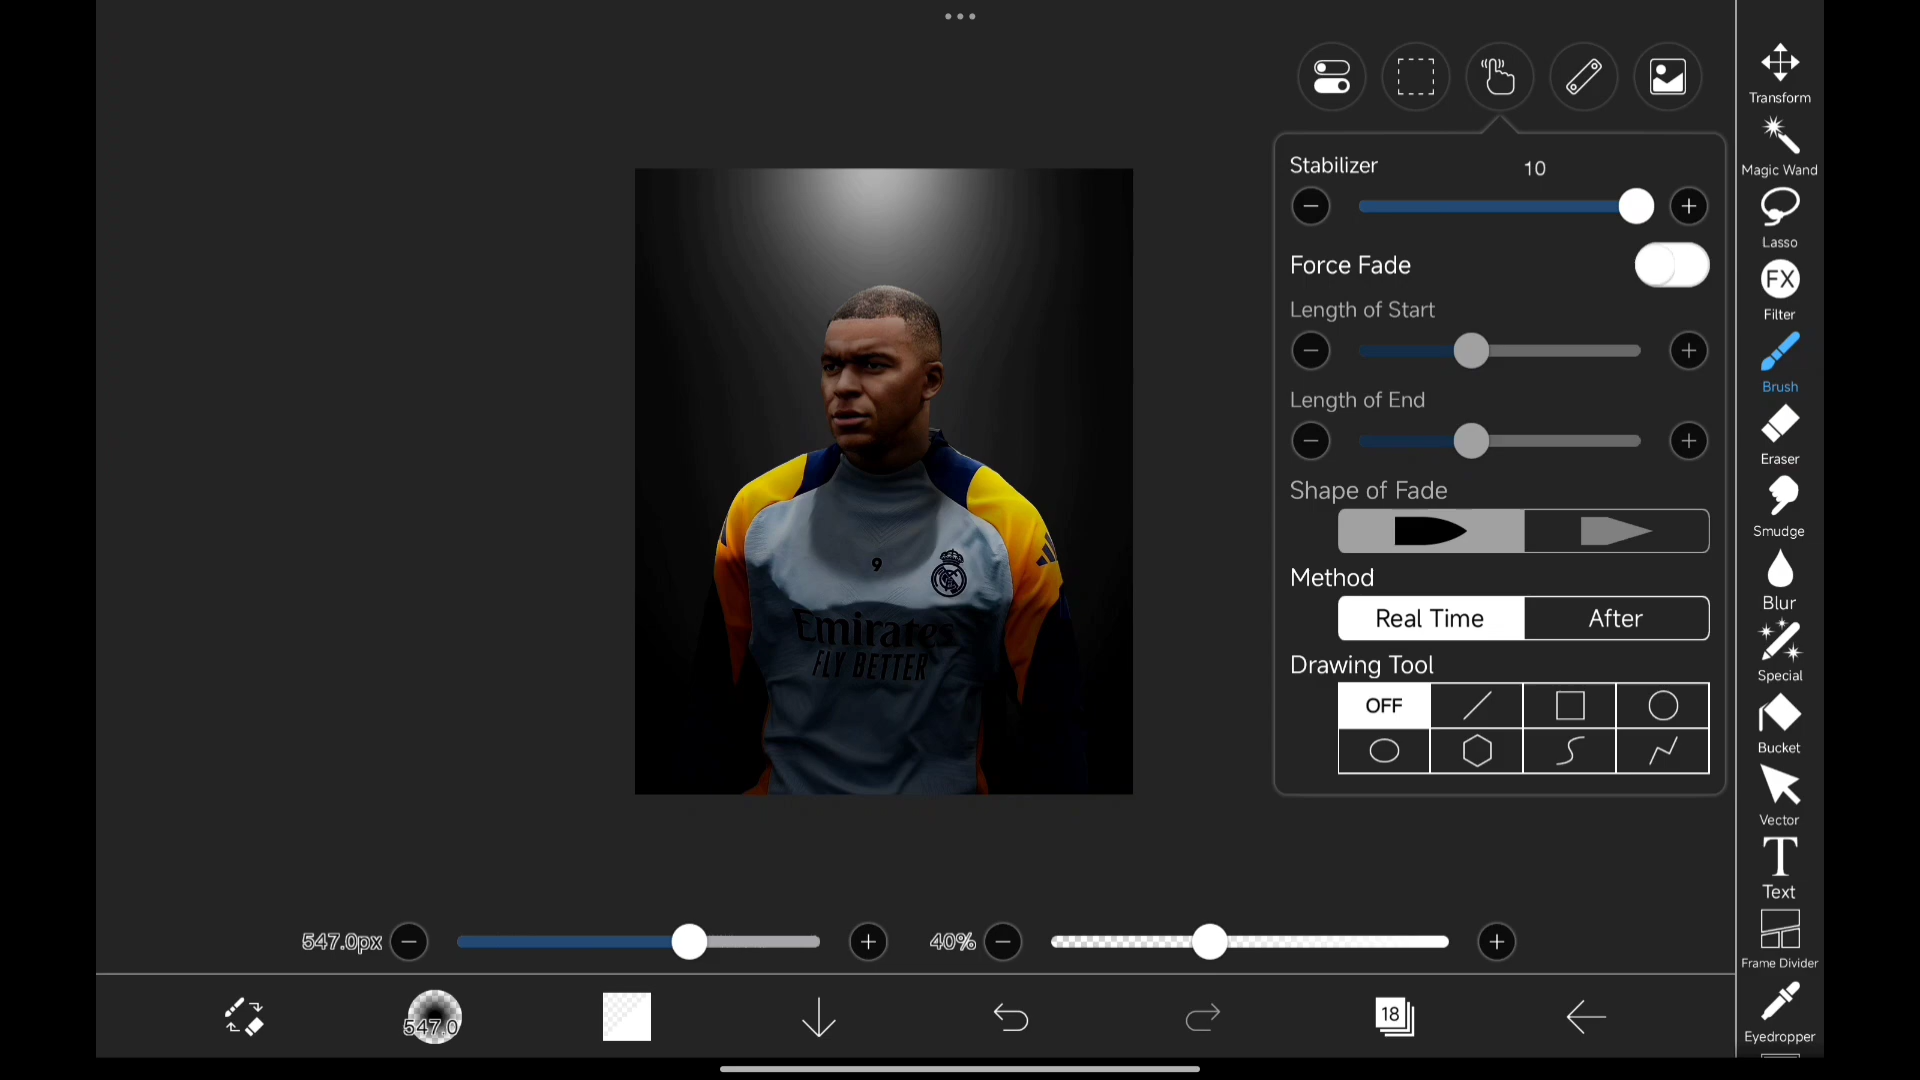 Stabilizer 10
Force Fade
Length of Start
Length of End
Shape of Fade
Method
Real Time After
Drawing Tool
OFF
Transform
Magic Wand
Lasso
FX
Filter
Brush
Eraser
Smudge
Blur
Special
Bucket
Vector
T
Text
Frame Divider
Eyedropper
9
Emirates
FLY BETTER
547.0px
40%
547.0
18